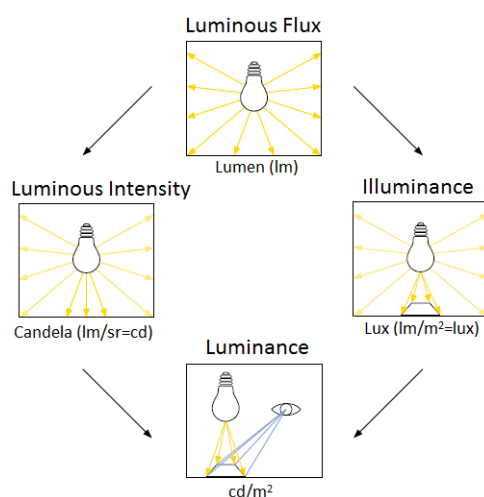 Luminous Flux
Lumen (lm)
Luminous Intensity
Candela (lm/sr=cd)
Illuminance
Lux (lm/m²=lux)
Luminance
cd/m²